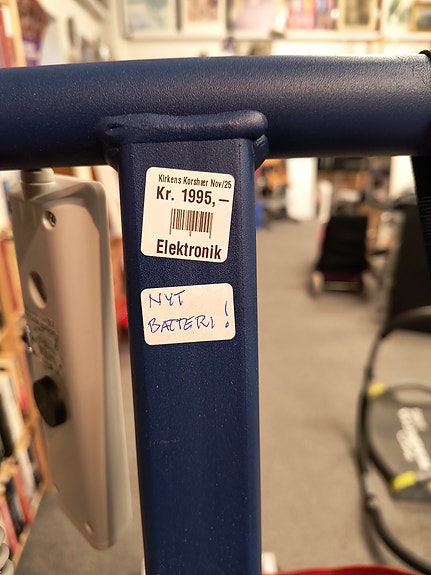 Kirkens Korshær Nov/25
Kr. 1995,-
Elektronik
NYT
BATTERI!